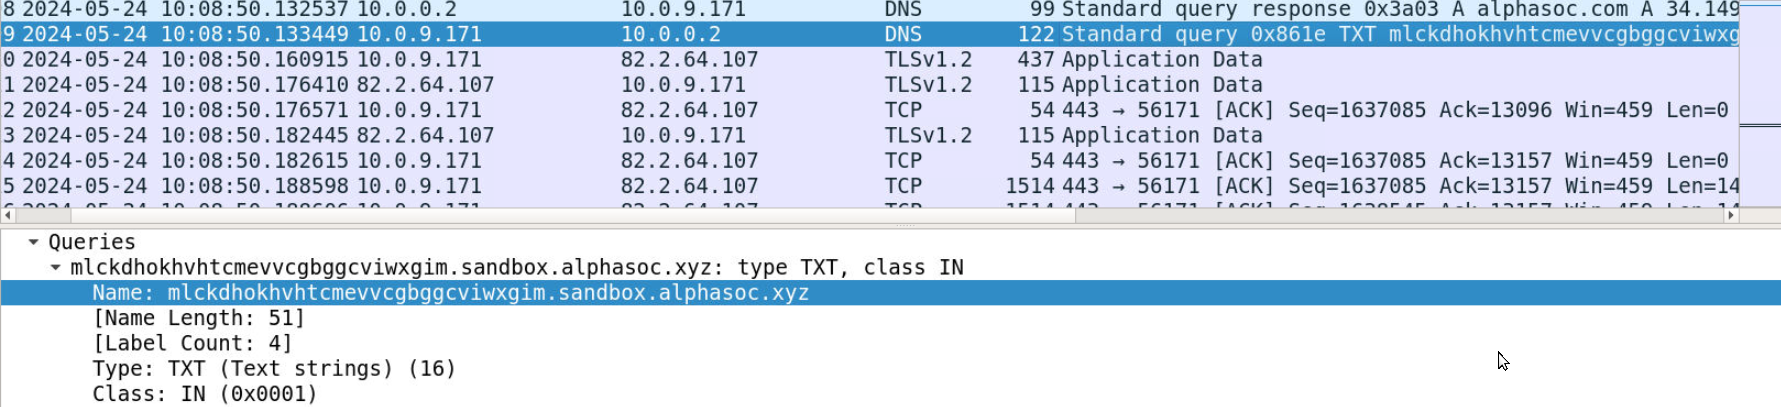 8 2024-05-24 10:08:50.132537 10.0.0.2 10.0.9.171 DNS 99 Standard query response 0x3a03 A alphasoc.com A 34.149
9 2024-05-24 10:08:50.133449 10.0.9.171 10.0.0.2 DNS 122 Standard query 0x861e TXT mlckdhokhvhtcmevvcgbggcviwxg
0 2024-05-24 10:08:50.160915 10.0.9.171 82.2.64.107 TLSv1.2 437 Application Data
1 2024-05-24 10:08:50.176410 82.2.64.107 10.0.9.171 TLSv1.2 115 Application Data
2 2024-05-24 10:08:50.176571 10.0.9.171 82.2.64.107 TCP 54 443 → 56171 [ACK] Seq=1637085 Ack=13096 Win=459 Len=0
3 2024-05-24 10:08:50.182445 82.2.64.107 10.0.9.171 TLSv1.2 115 Application Data
4 2024-05-24 10:08:50.182615 10.0.9.171 82.2.64.107 TCP 54 443 → 56171 [ACK] Seq=1637085 Ack=13157 Win=459 Len=0
5 2024-05-24 10:08:50.188598 10.0.9.171 82.2.64.107 TCP 1514 443 → 56171 [ACK] Seq=1637085 Ack=13157 Win=459 Len=14
Queries
mlckdhokhvhtcmevvcgbggcviwxgim.sandbox.alphasoc.xyz: type TXT, class IN
Name: mlckdhokhvhtcmevvcgbggcviwxgim.sandbox.alphasoc.xyz
[Name Length: 51]
[Label Count: 4]
Type: TXT (Text strings) (16)
Class: IN (0x0001)